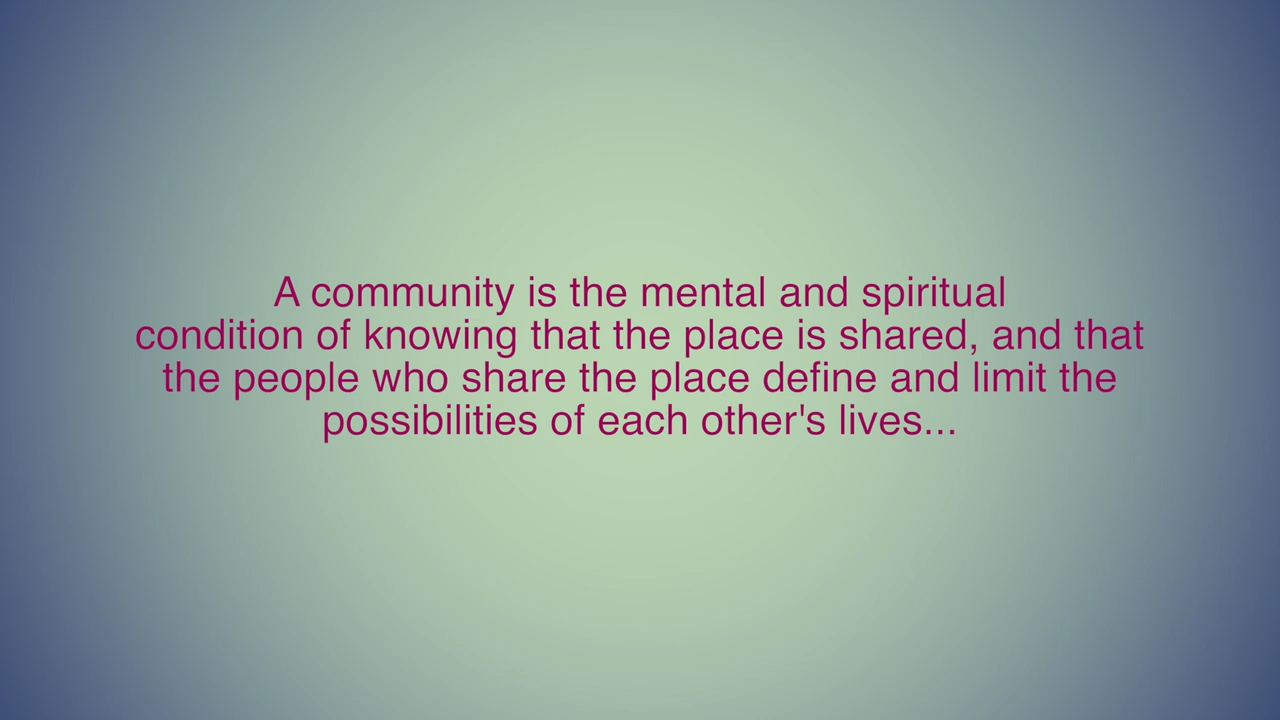 A community is the mental and spiritual
condition of knowing that the place is shared, and that
the people who share the place define and limit the
possibilities of each other's lives...